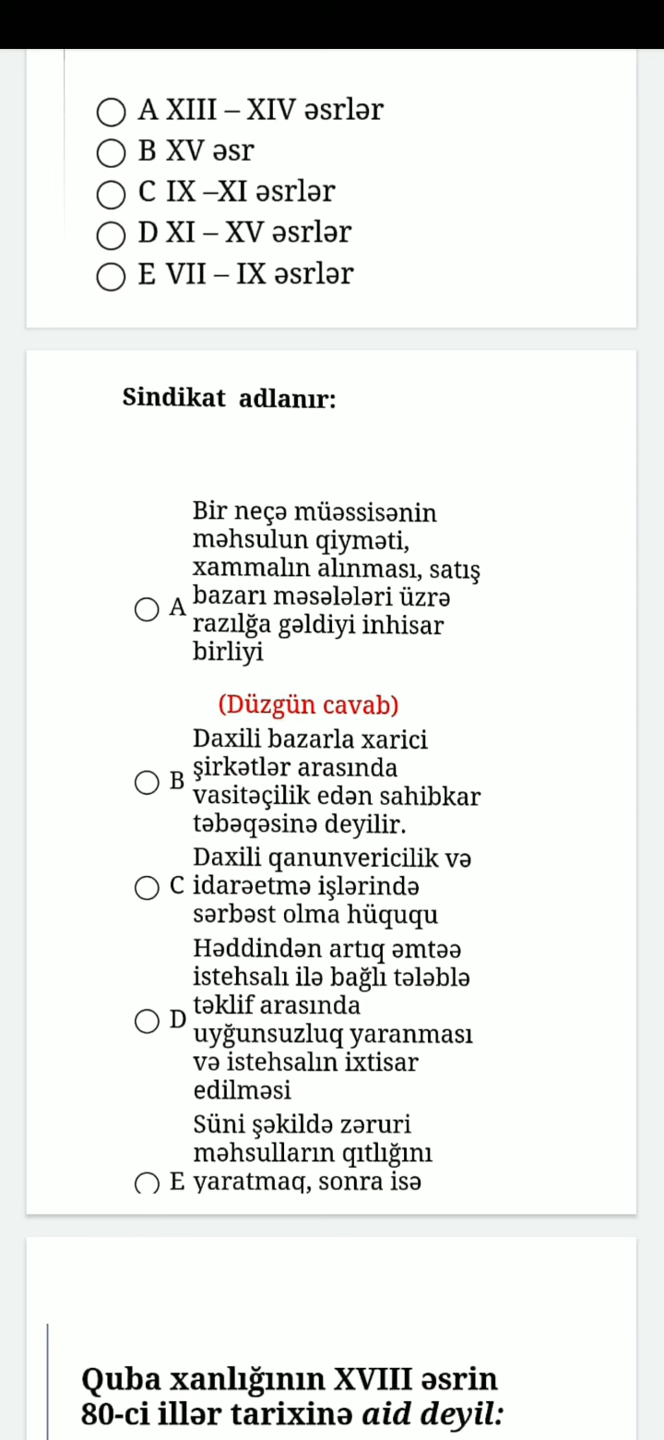 A XIII – XIV əsrlər
B XV əsr
C IX –XI əsrlər
D XI – XV əsrlər
E VII – IX əsrlər
Sindikat adlanır:
Bir neçə müəssisənin
məhsulun qiyməti,
xammalın alınması, satış
A bazarı məsələləri üzrə
razılğa gəldiyi inhisar
birliyi
(Düzgün cavab)
Daxili bazarla xarici
B şirkətlər arasında
vasitəçilik edən sahibkar
təbəqəsinə deyilir.
Daxili qanunvericilik və
C idarəetmə işlərində
sərbəst olma hüququ
Həddindən artıq əmtəə
istehsalı ilə bağlı tələblə
D təklif arasında
uyğunsuzluq yaranması
və istehsalın ixtisar
edilməsi
Süni şəkildə zəruri
məhsulların qıtlığını
E yaratmaq, sonra isə
Quba xanlığının XVIII əsrin
80-ci illər tarixinə aid deyil: